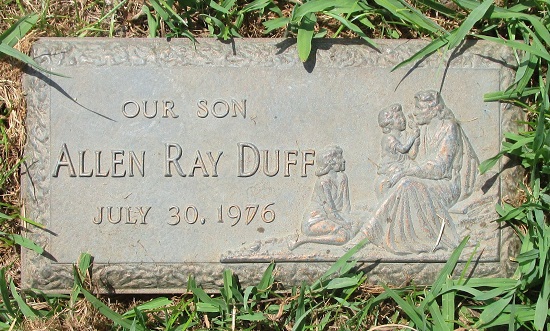 OUR SON
ALLEN RAY DUFF
JULY 30, 1976